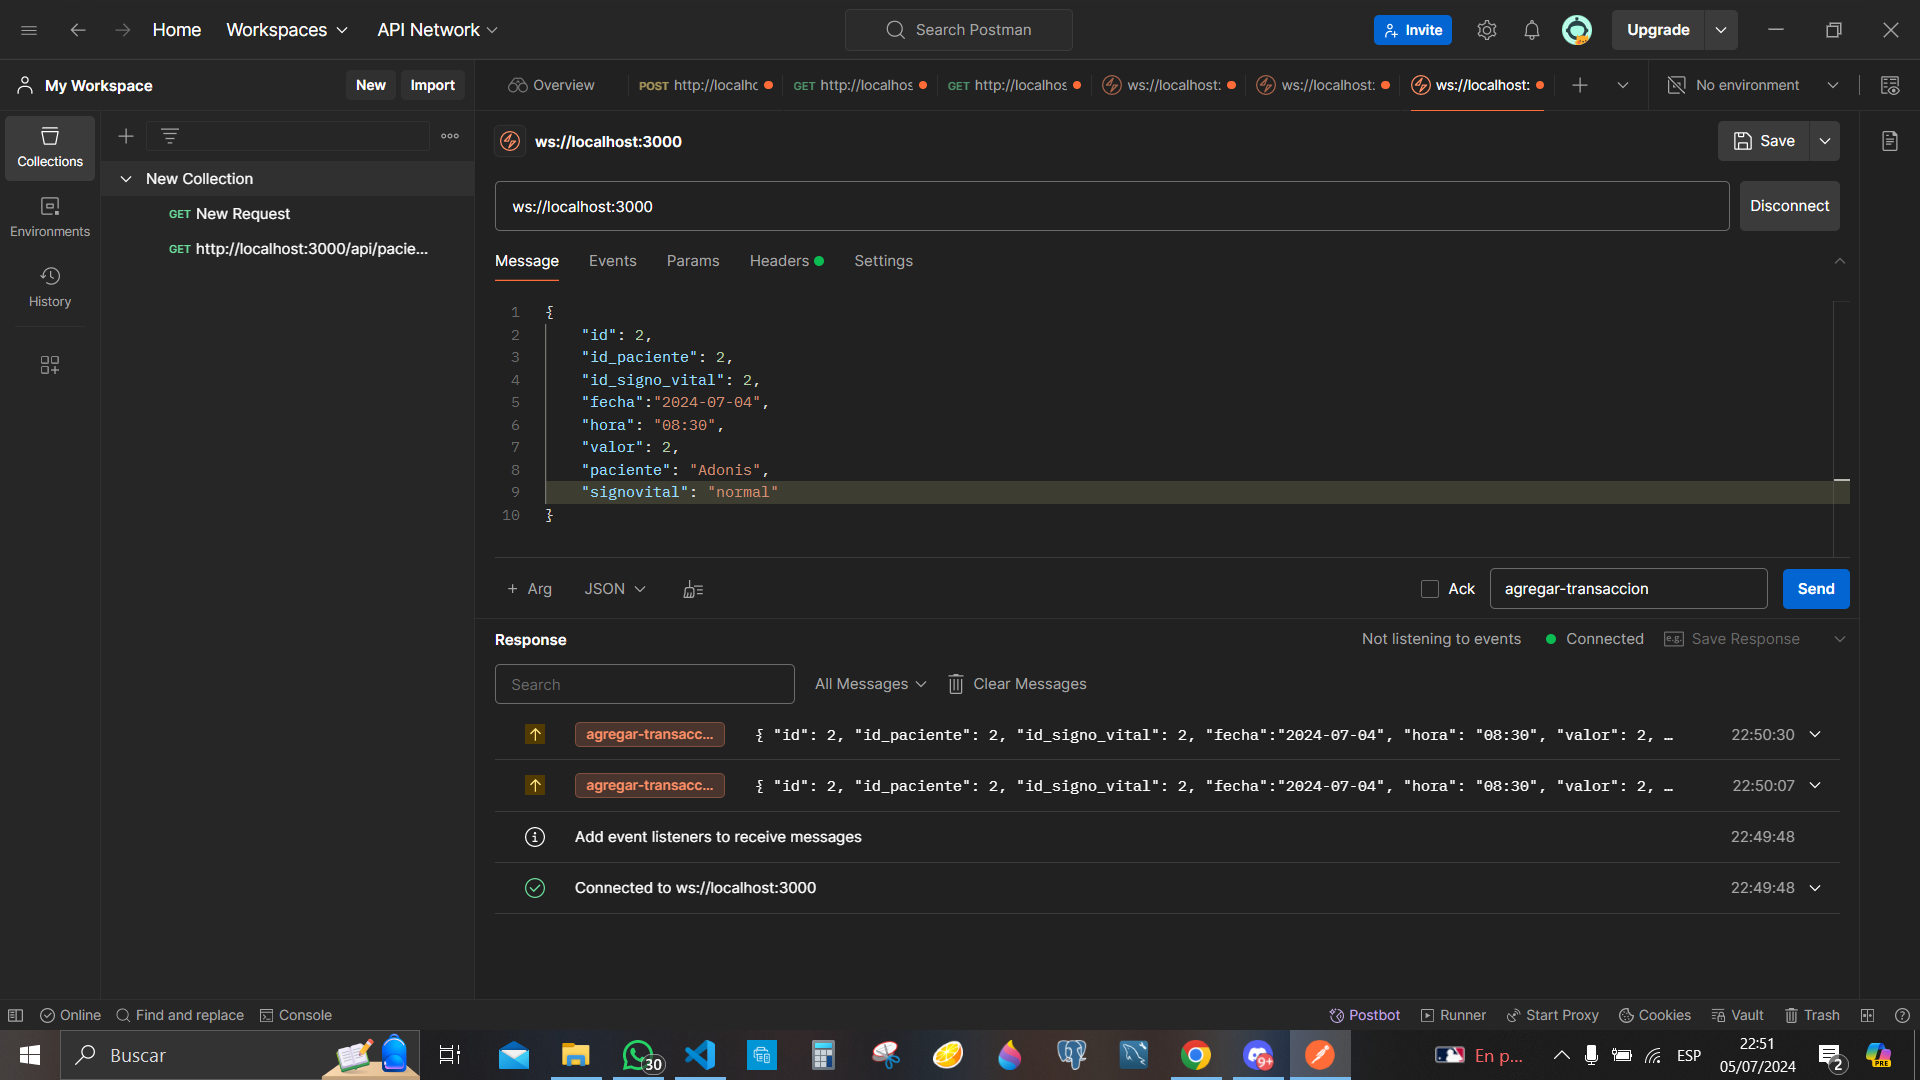 Home Workspaces API Network Search Postman Invite Upgrade
My Workspace New Import Overview POST http://localhc GET http://localhos GET http://localhos ws://localhost: ws://localhost: ws://localhost: No environment
Collections
New Collection
GET New Request
GET http://localhost:3000/api/pacie...
Environments
History
ws://localhost:3000 Save
ws://localhost:3000 Disconnect
Message Events Params Headers Settings
1 {
2 "id": 2,
3 "id_paciente": 2,
4 "id_signo_vital": 2,
5 "fecha":"2024-07-04",
6 "hora": "08:30",
7 "valor": 2,
8 "paciente": "Adonis",
9 "signovital": "normal"
10 }
+ Arg JSON Ack agregar-transaccion Send
Response Not listening to events Connected e.g. Save Response
Search All Messages Clear Messages
agregar-transacc... { "id": 2, "id_paciente": 2, "id_signo_vital": 2, "fecha":"2024-07-04", "hora": "08:30", "valor": 2, … 22:50:30
agregar-transacc... { "id": 2, "id_paciente": 2, "id_signo_vital": 2, "fecha":"2024-07-04", "hora": "08:30", "valor": 2, … 22:50:07
Add event listeners to receive messages 22:49:48
Connected to ws://localhost:3000 22:49:48
Online Find and replace Console Postbot Runner Start Proxy Cookies Vault Trash
Buscar 30 9+ En p... ESP 22:51 2 PRE
05/07/2024